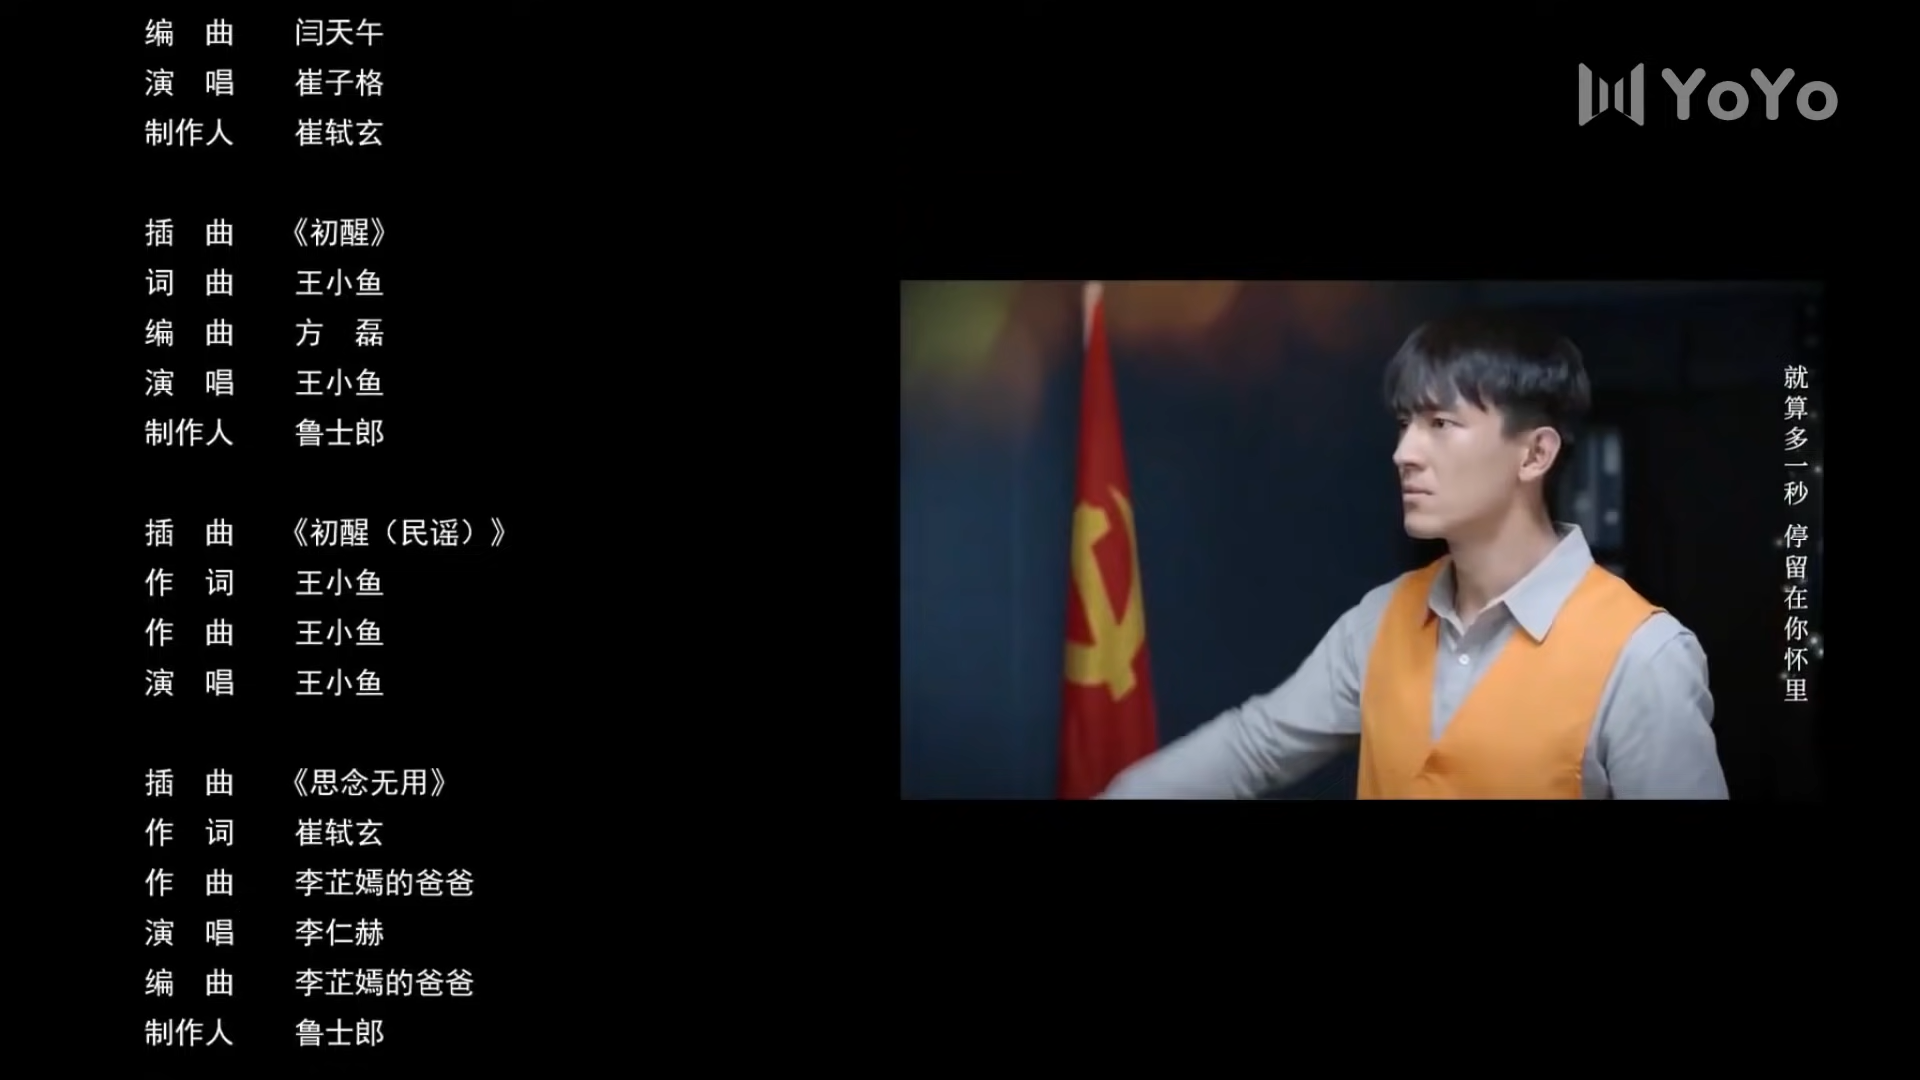 编 曲 闫天午
演 唱 崔子格
制作人 崔轼玄
插 曲 《初醒》
词 曲 王小鱼
编 曲 方 磊
演 唱 王小鱼
制作人 鲁士郎
插 曲 《初醒（民谣）》
作 词 王小鱼
作 曲 王小鱼
演 唱 王小鱼
插 曲 《思念无用》
作 词 崔轼玄
作 曲 李芷嫣的爸爸
演 唱 李仁赫
编 曲 李芷嫣的爸爸
制作人 鲁士郎
YoYo
就算多一秒 停留在你怀里